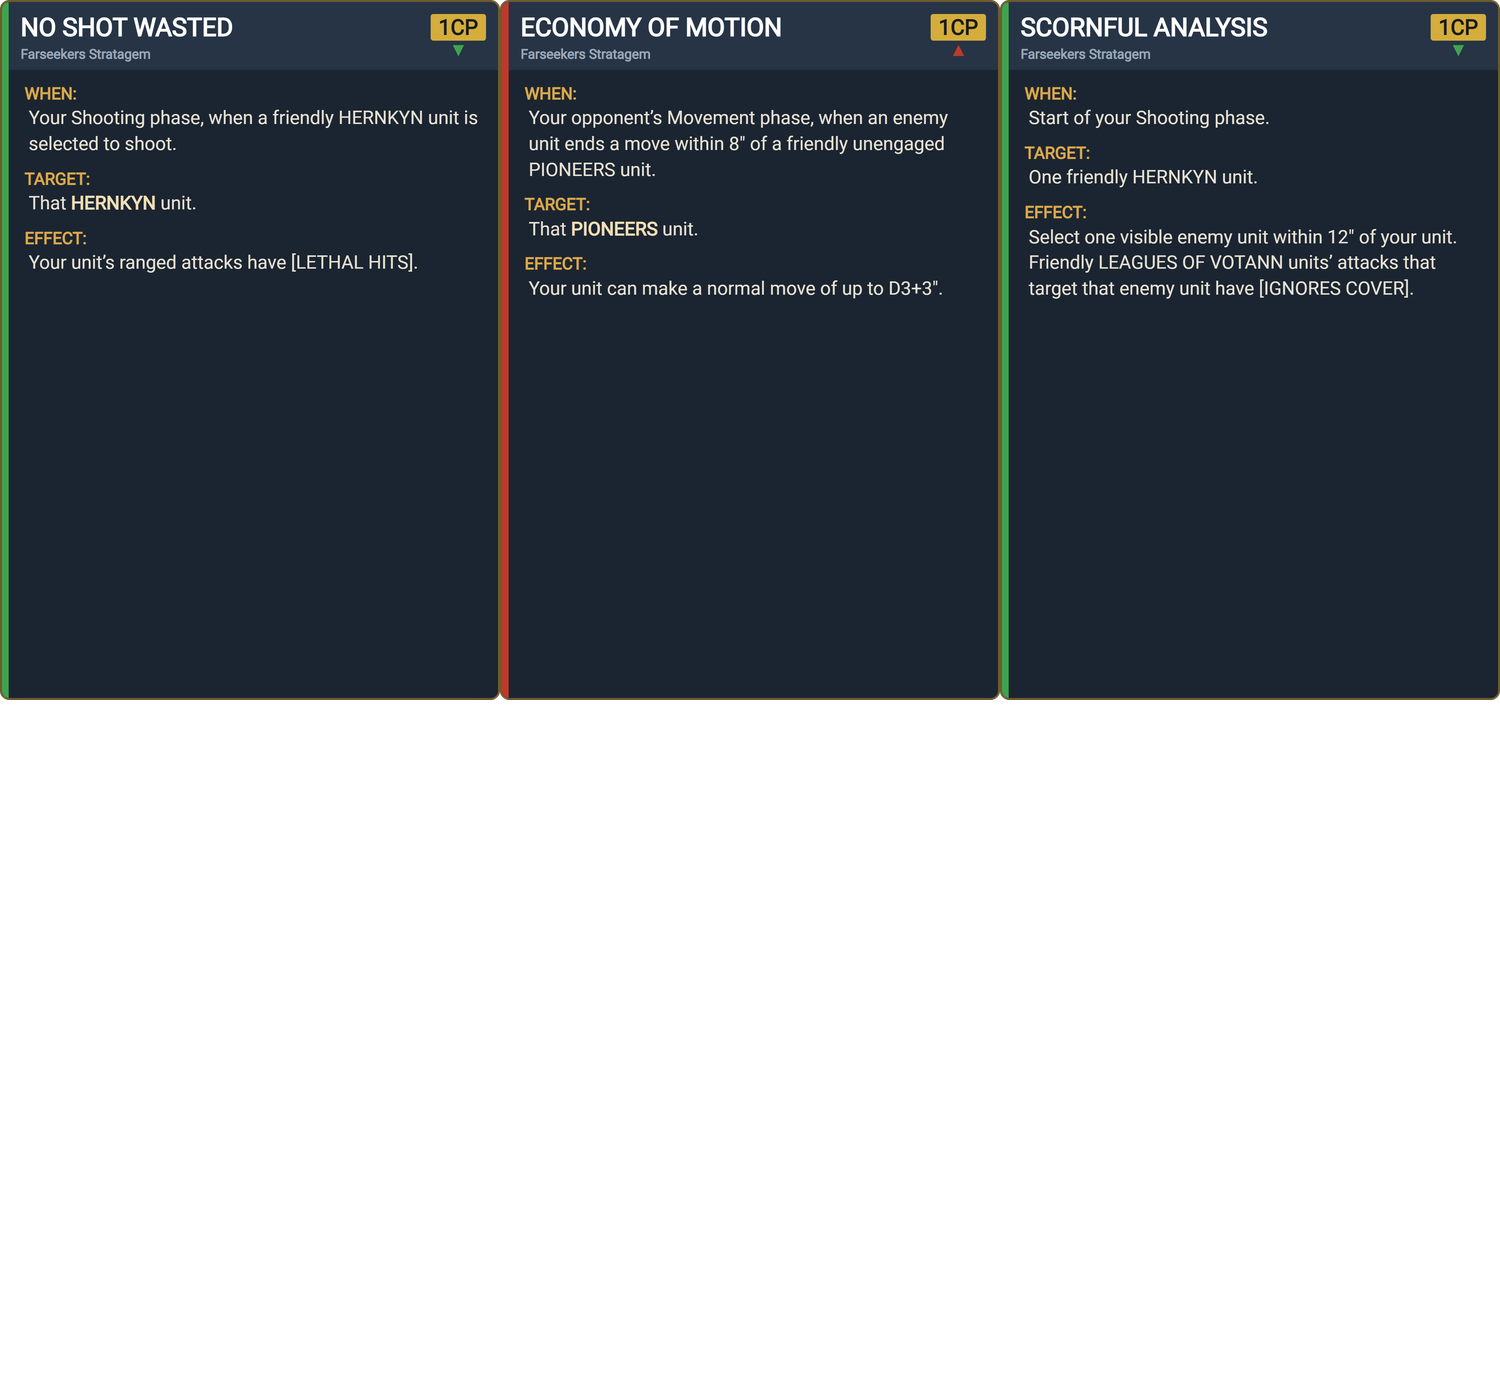 NO SHOT WASTED
1CP
Farseekers Stratagem
WHEN:
Your Shooting phase, when a friendly HERNKYN unit is
selected to shoot.
TARGET:
That HERNKYN unit.
EFFECT:
Your unit’s ranged attacks have [LETHAL HITS].
ECONOMY OF MOTION
1CP
Farseekers Stratagem
WHEN:
Your opponent’s Movement phase, when an enemy
unit ends a move within 8" of a friendly unengaged
PIONEERS unit.
TARGET:
That PIONEERS unit.
EFFECT:
Your unit can make a normal move of up to D3+3".
SCORNFUL ANALYSIS
1CP
Farseekers Stratagem
WHEN:
Start of your Shooting phase.
TARGET:
One friendly HERNKYN unit.
EFFECT:
Select one visible enemy unit within 12" of your unit.
Friendly LEAGUES OF VOTANN units’ attacks that
target that enemy unit have [IGNORES COVER].